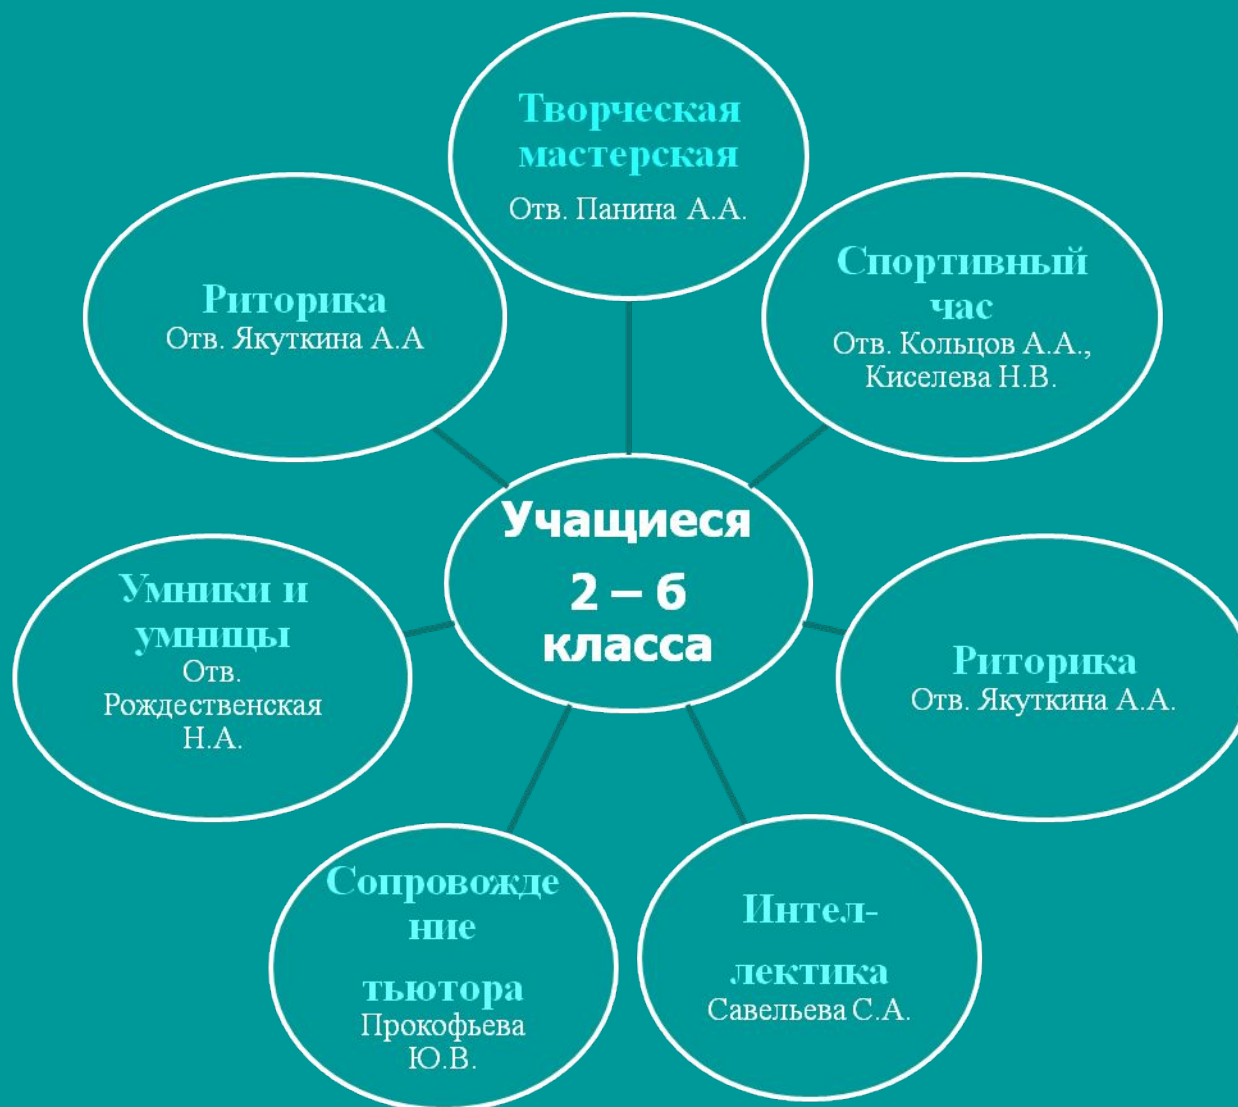 Творческая
мастерская
Отв. Панина А.А.
Спортивный
час
Отв. Кольцов А.А.,
Киселева Н.В.
Риторика
Отв. Якуткина А.А
Учащиеся
2 – 6
класса
Умники и
умницы
Отв.
Рождественская
Н.А.
Риторика
Отв. Якуткина А.А.
Сопровожде
ние
тьютора
Прокофьева
Ю.В.
Интел-
лектика
Савельева С.А.